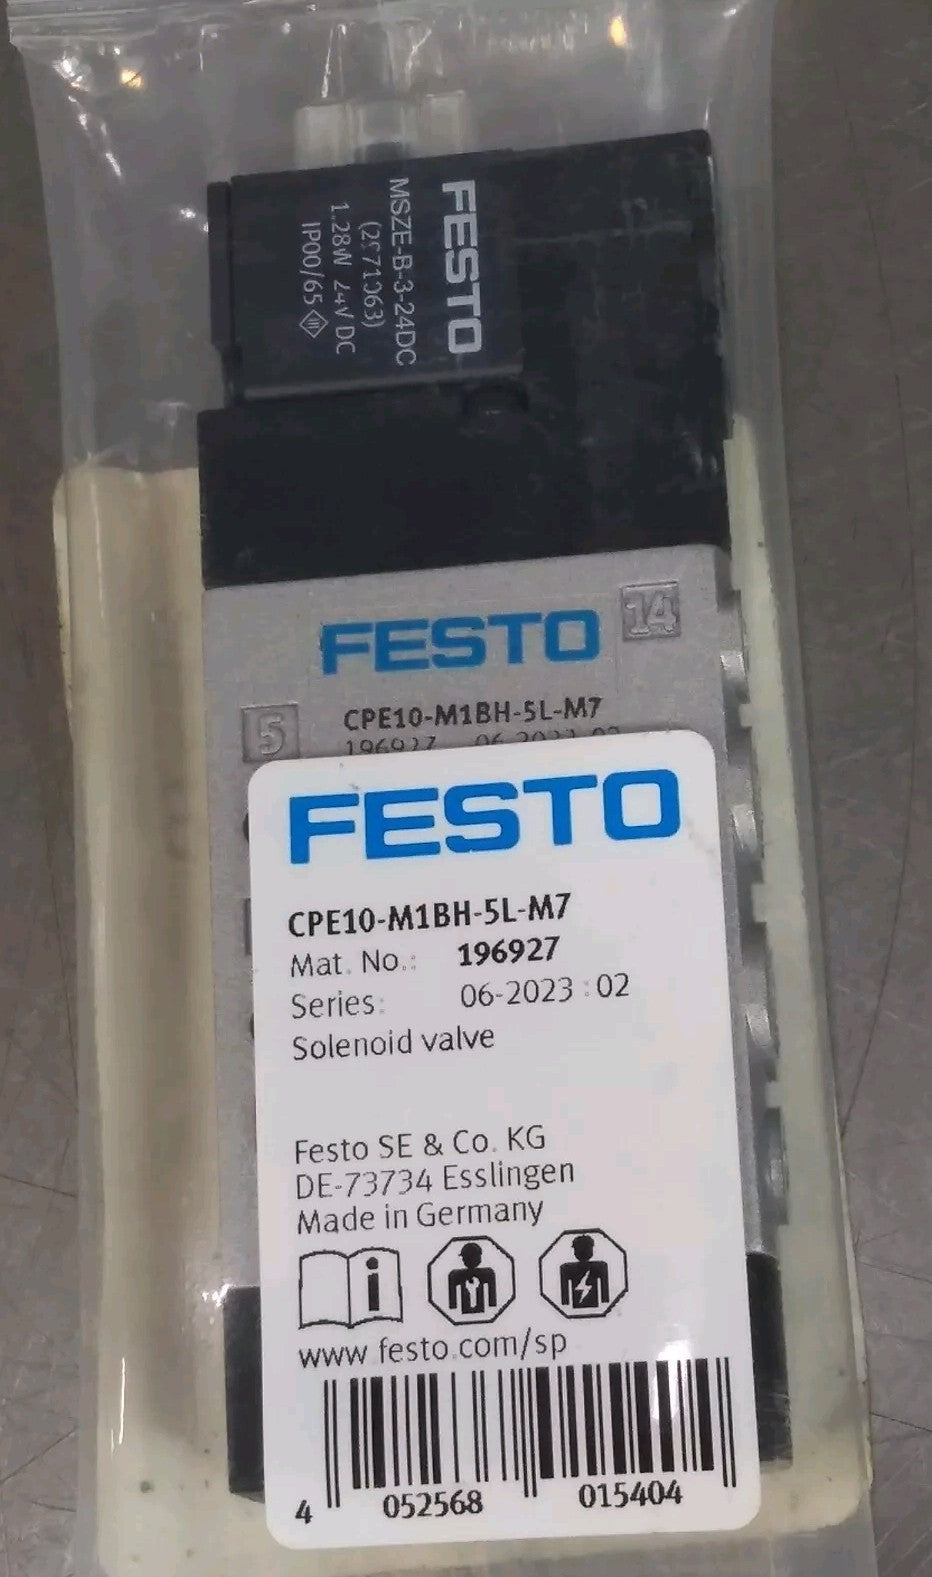 FESTO
MSZE-B-3-24DC
1.28W 24V DC
IP00/65
FESTO
14
CPE10-M1BH-5L-M7
5
196927
FESTO
CPE10-M1BH-5L-M7
Mat. No.: 196927
Series: 06-2023:02
Solenoid valve
Festo SE & Co. KG
DE-73734 Esslingen
Made in Germany
www.festo.com/sp
4 052568 015404